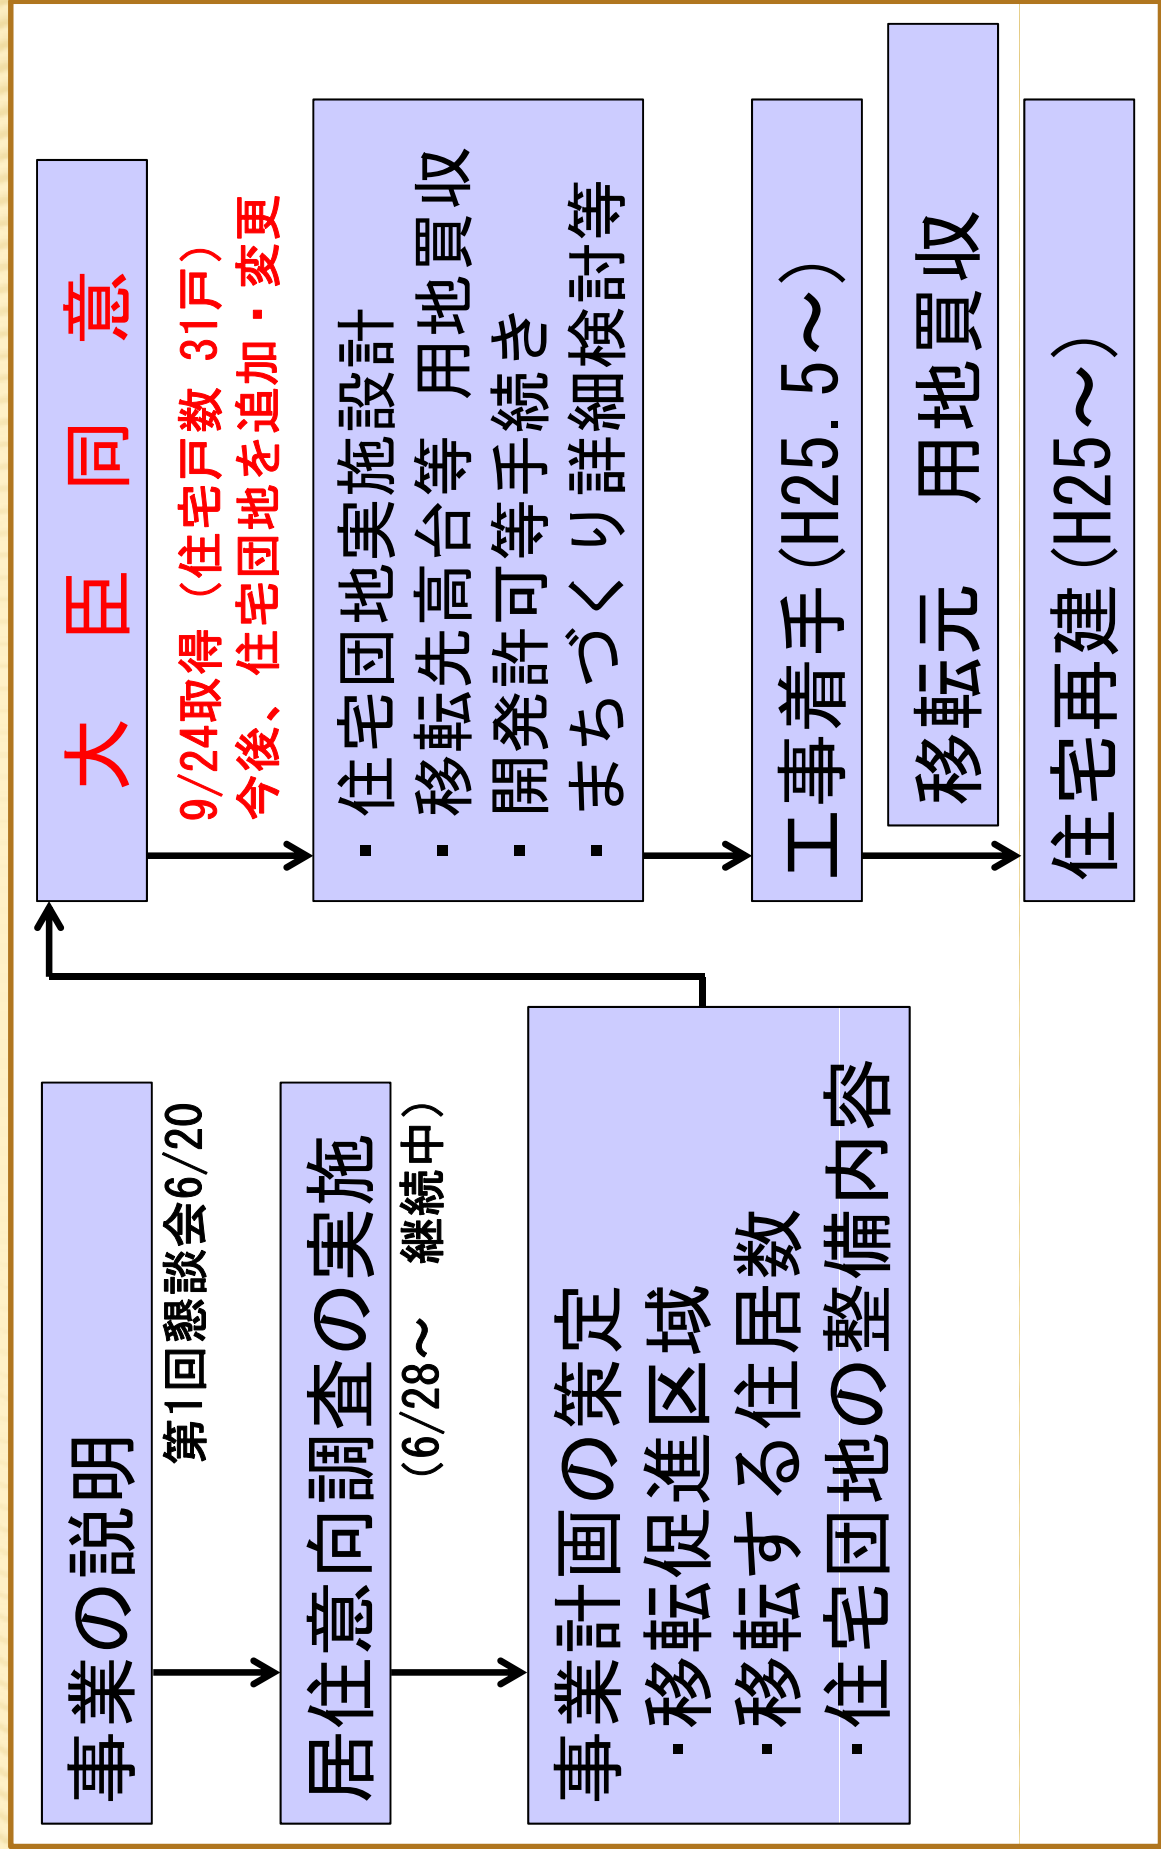 事業の説明
第1回懇談会6/20
居住意向調査の実施
(6/28～　継続中)
事業計画の策定
・移転促進区域
・移転する住居数
・住宅団地の整備内容
大　臣　同　意
9/24取得（住宅戸数 31戸）
今後、住宅団地を追加・変更
・住宅団地実施設計
・移転先高台等 用地買収
・開発許可等手続き
・まちづくり詳細検討等
工事着手(H25.5～)
移転元　用地買収
住宅再建(H25～)